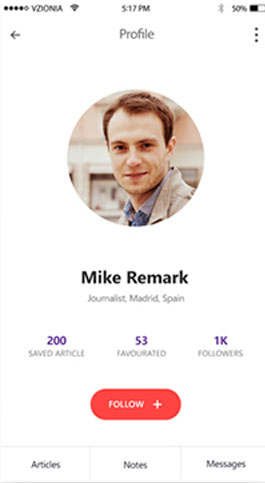 VZIONIA 5:17 PM 50%
Profile
Mike Remark
Journalist, Madrid, Spain
200 53 1K
SAVED ARTICLE FAVOURATED FOLLOWERS
FOLLOW +
Articles Notes Messages